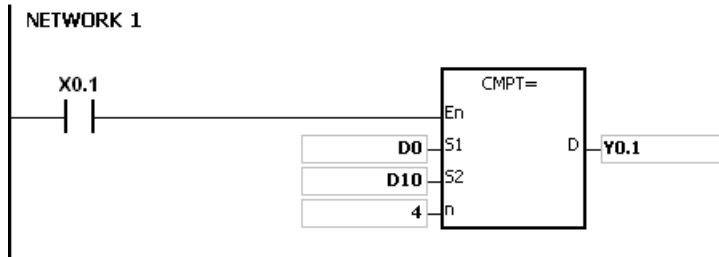 NETWORK 1
X0.1
CMPT=
En
D0 S1 D Y0.1
D10 S2
4 n